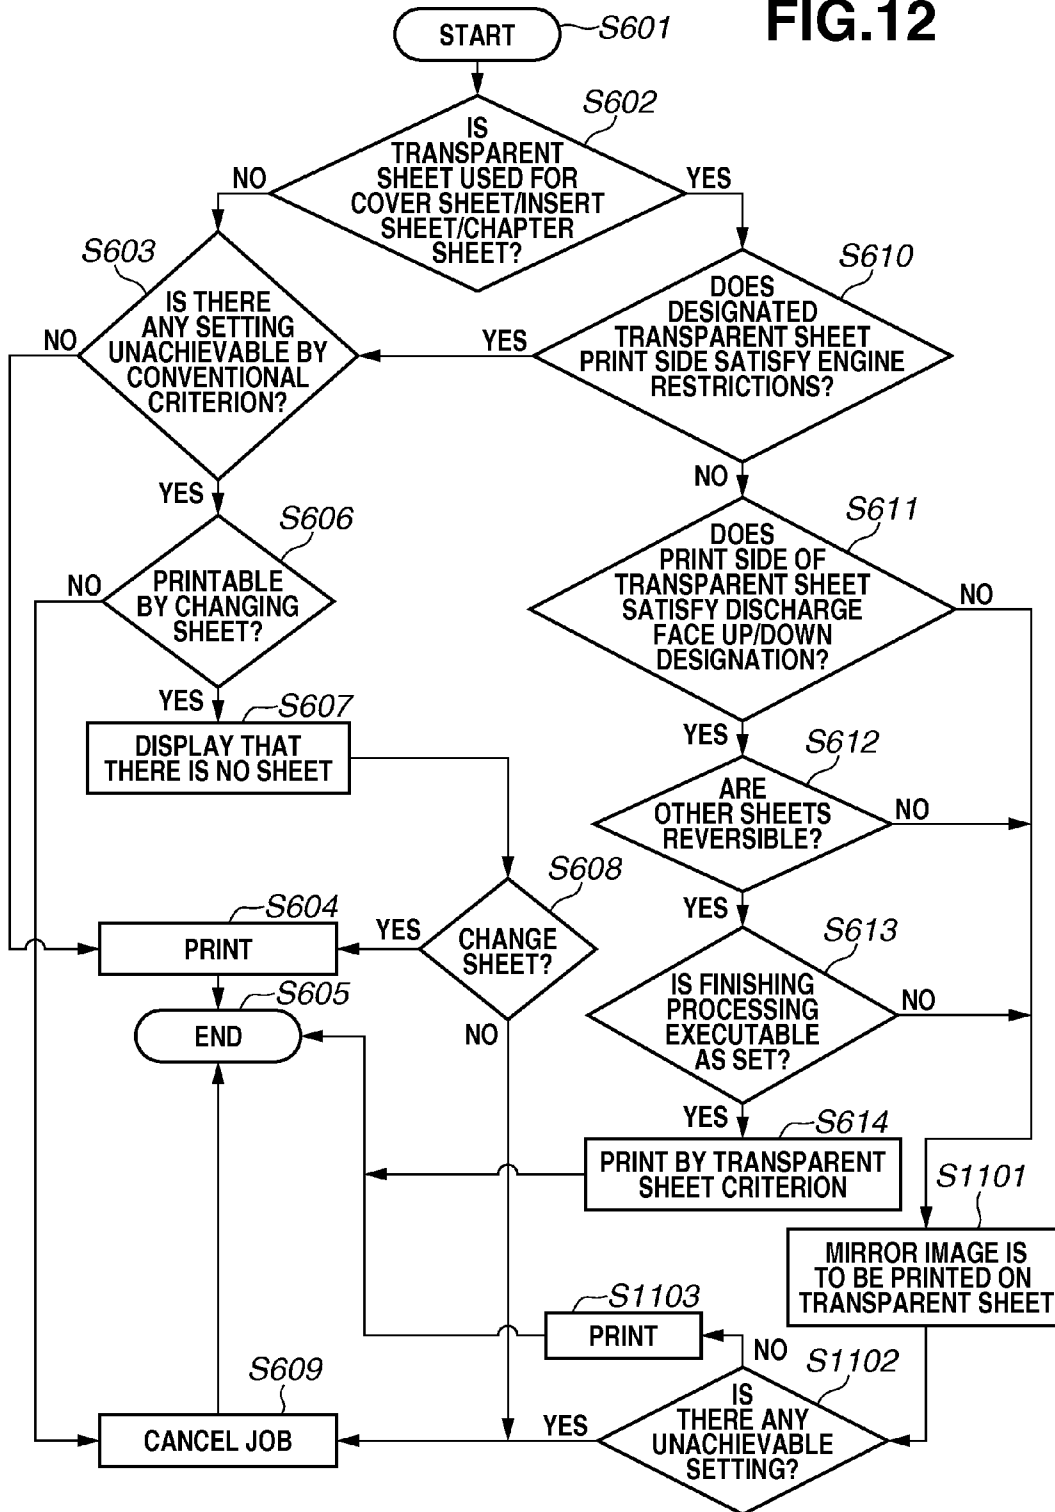 FIG.12
START
S601
S602
IS
TRANSPARENT
SHEET USED FOR
COVER SHEET/INSERT
SHEET/CHAPTER
SHEET?
NO
YES
S603
IS THERE
ANY SETTING
UNACHIEVABLE BY
CONVENTIONAL
CRITERION?
NO
YES
S610
DOES
DESIGNATED
TRANSPARENT SHEET
PRINT SIDE SATISFY ENGINE
RESTRICTIONS?
YES
NO
S606
PRINTABLE
BY CHANGING
SHEET?
NO
YES
S611
DOES
PRINT SIDE OF
TRANSPARENT SHEET
SATISFY DISCHARGE
FACE UP/DOWN
DESIGNATION?
NO
YES
S607
DISPLAY THAT
THERE IS NO SHEET
S612
ARE
OTHER SHEETS
REVERSIBLE?
NO
YES
S608
CHANGE
SHEET?
YES
NO
S604
PRINT
S605
END
S613
IS FINISHING
PROCESSING
EXECUTABLE
AS SET?
NO
YES
S614
PRINT BY TRANSPARENT
SHEET CRITERION
S1101
MIRROR IMAGE IS
TO BE PRINTED ON
TRANSPARENT SHEET
S1103
PRINT
NO
S1102
IS
THERE ANY
UNACHIEVABLE
SETTING?
YES
S609
CANCEL JOB